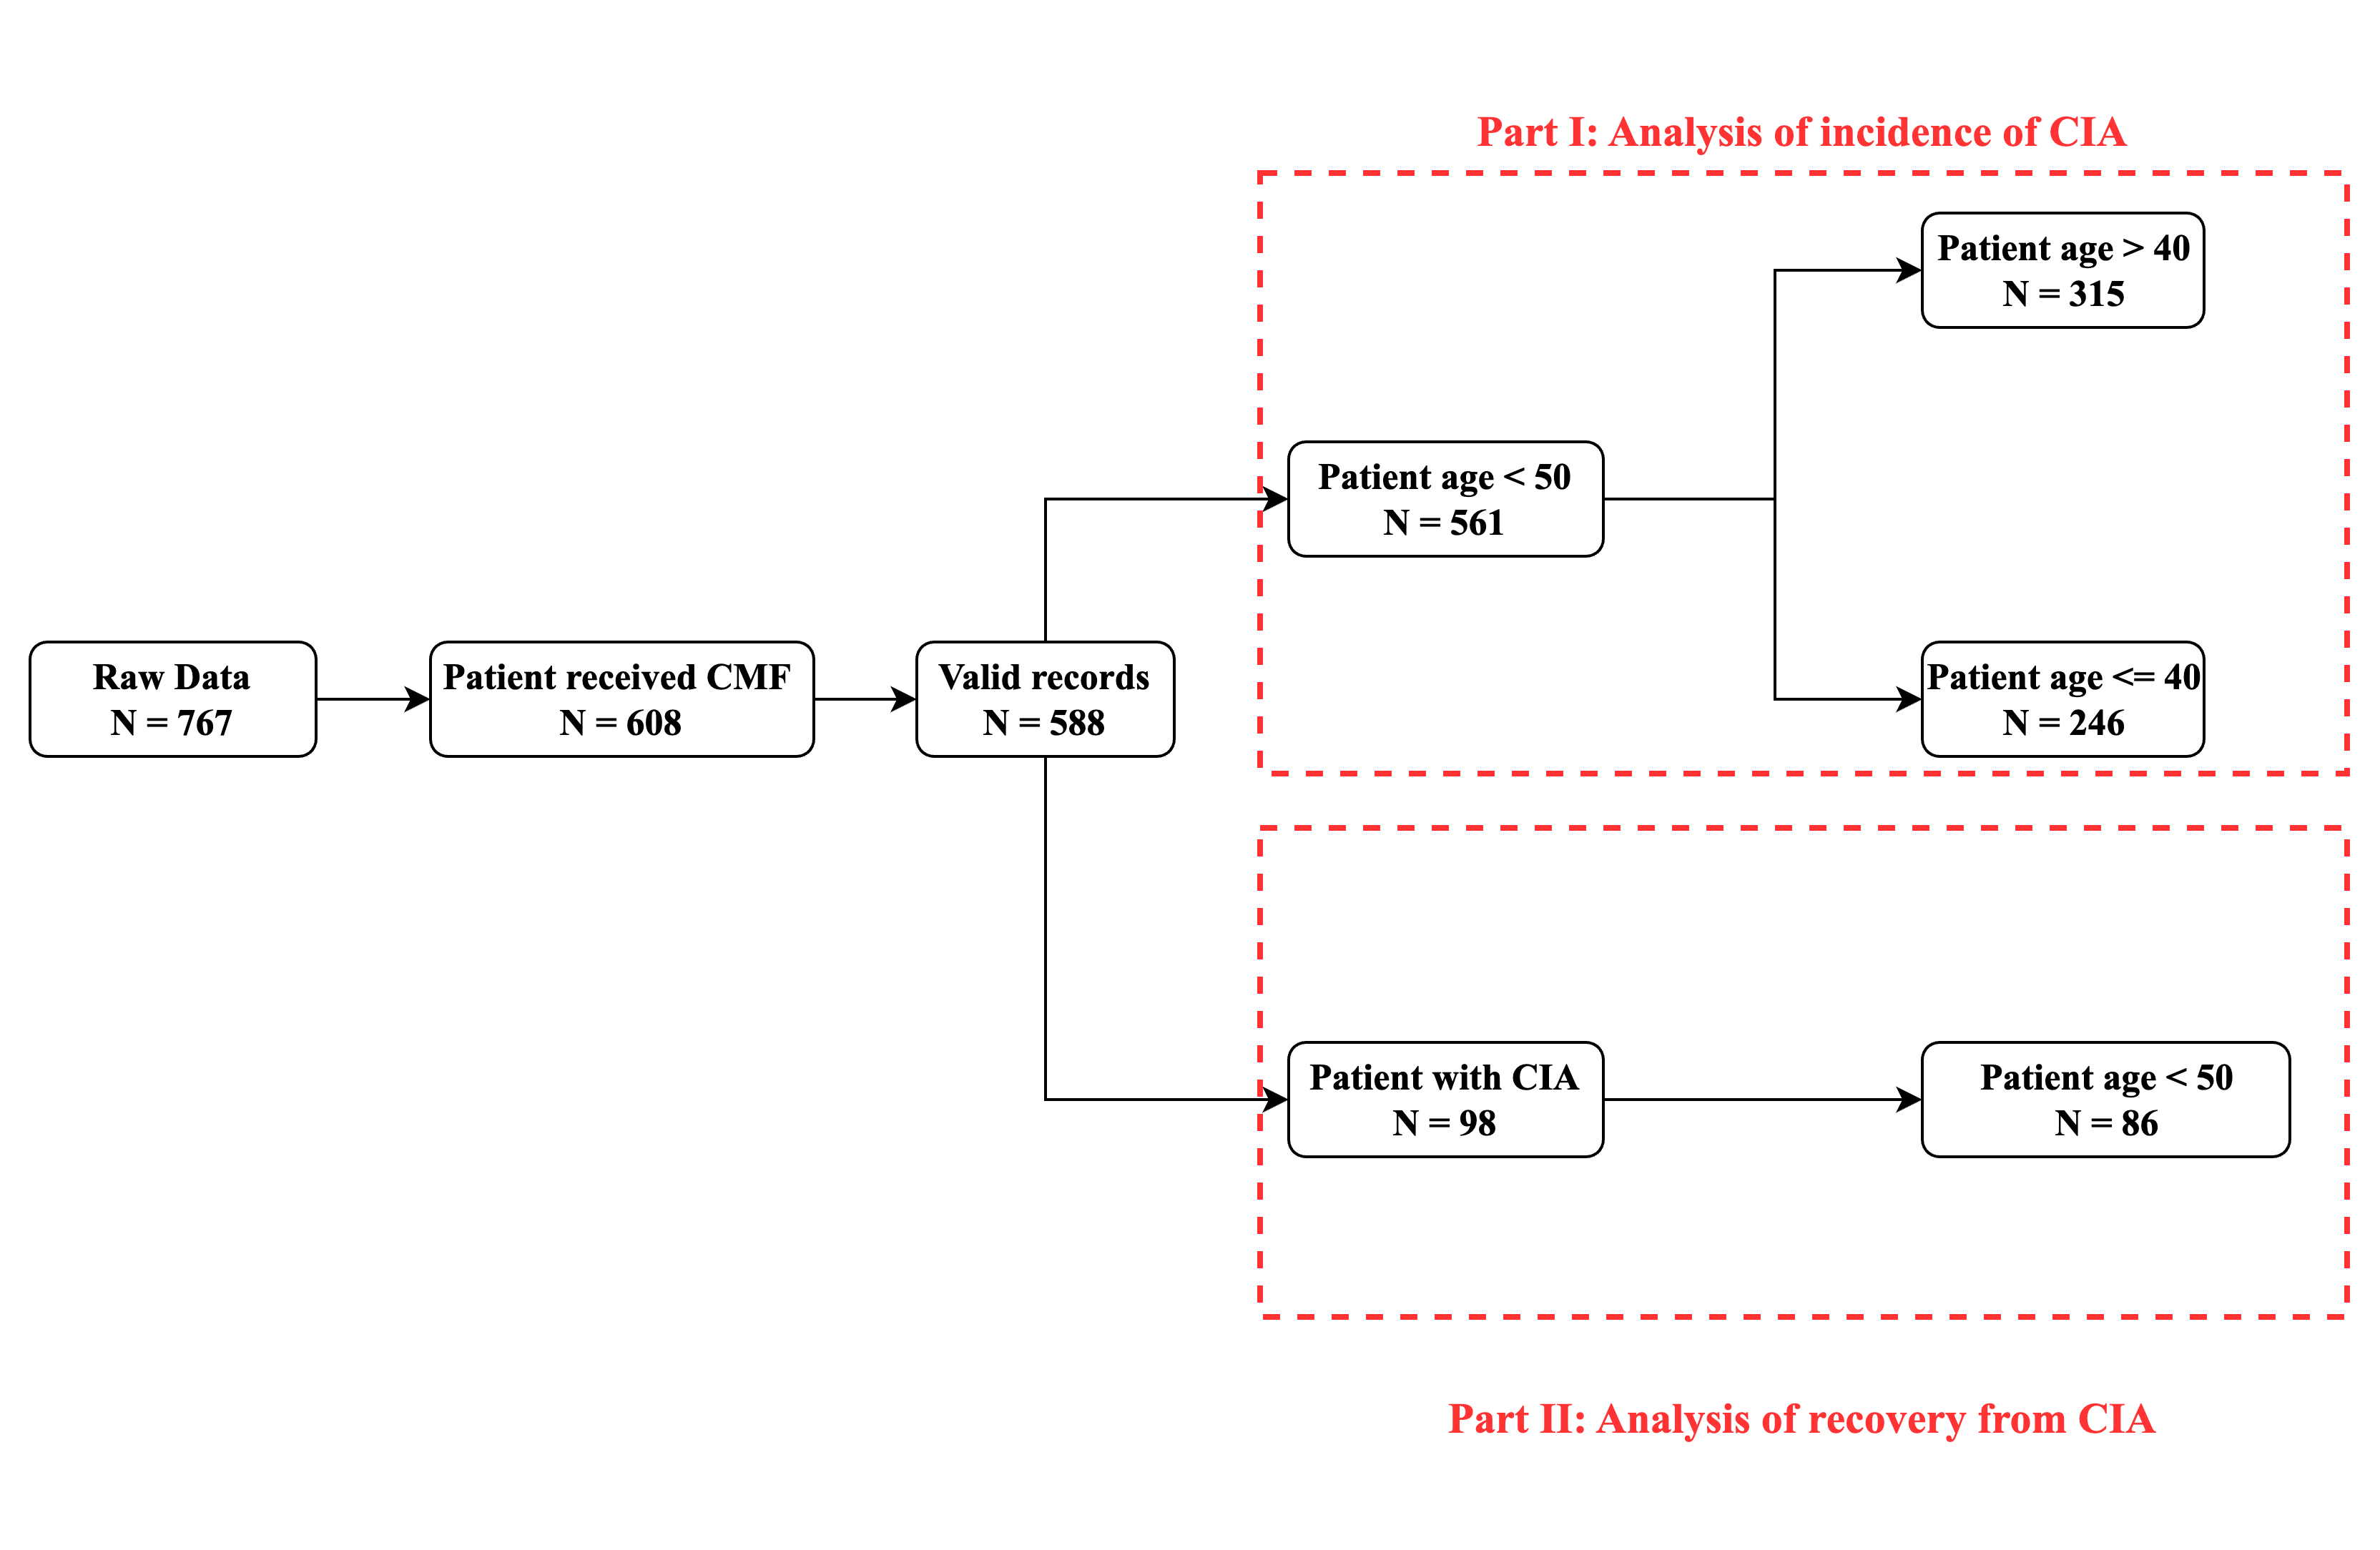 Part I: Analysis of incidence of CIA
Patient age > 40
N = 315
Patient age < 50
N = 561
Raw Data
N = 767
Patient received CMF
N = 608
Valid records
N = 588
Patient age <= 40
N = 246
Patient with CIA
N = 98
Patient age < 50
N = 86
Part II: Analysis of recovery from CIA